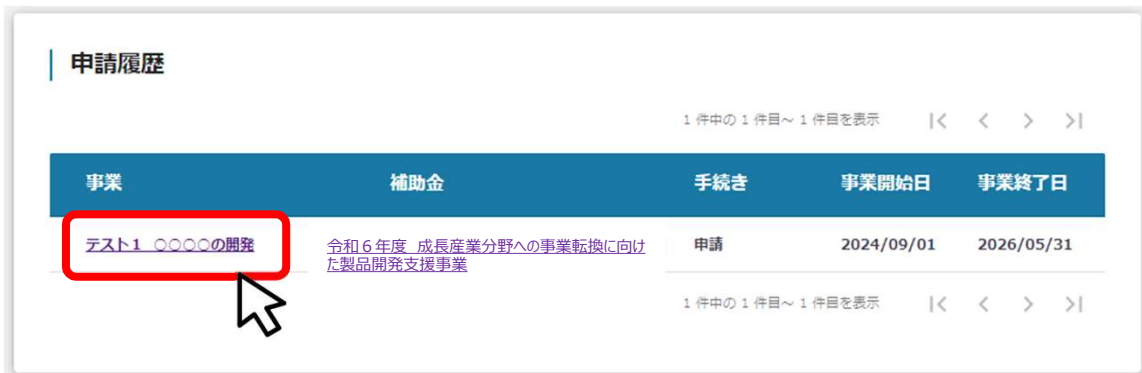 申請履歴
1 件中の 1 件目～ 1 件目を表示
事業 補助金 手続き 事業開始日 事業終了日
テスト1 ○○○○の開発 令和６年度 成長産業分野への事業転換に向け 申請 2024/09/01 2026/05/31
た製品開発支援事業
1 件中の 1 件目～ 1 件目を表示